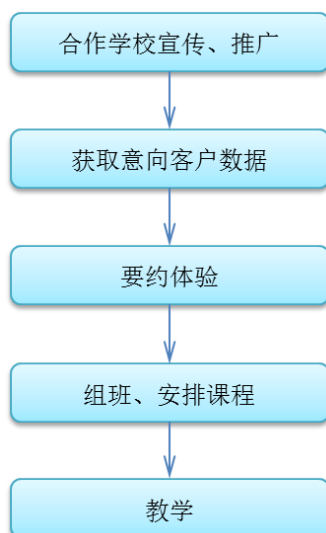 合作学校宣传、推广
获取意向客户数据
要约体验
组班、安排课程
教学